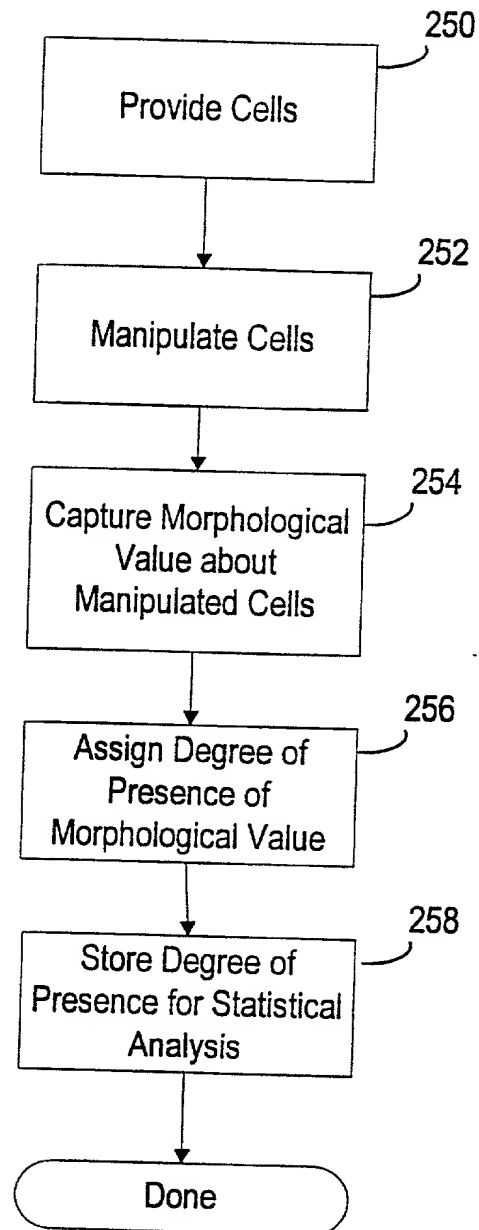 250
Provide Cells
252
Manipulate Cells
254
Capture Morphological
Value about
Manipulated Cells
256
Assign Degree of
Presence of
Morphological Value
258
Store Degree of
Presence for Statistical
Analysis
Done